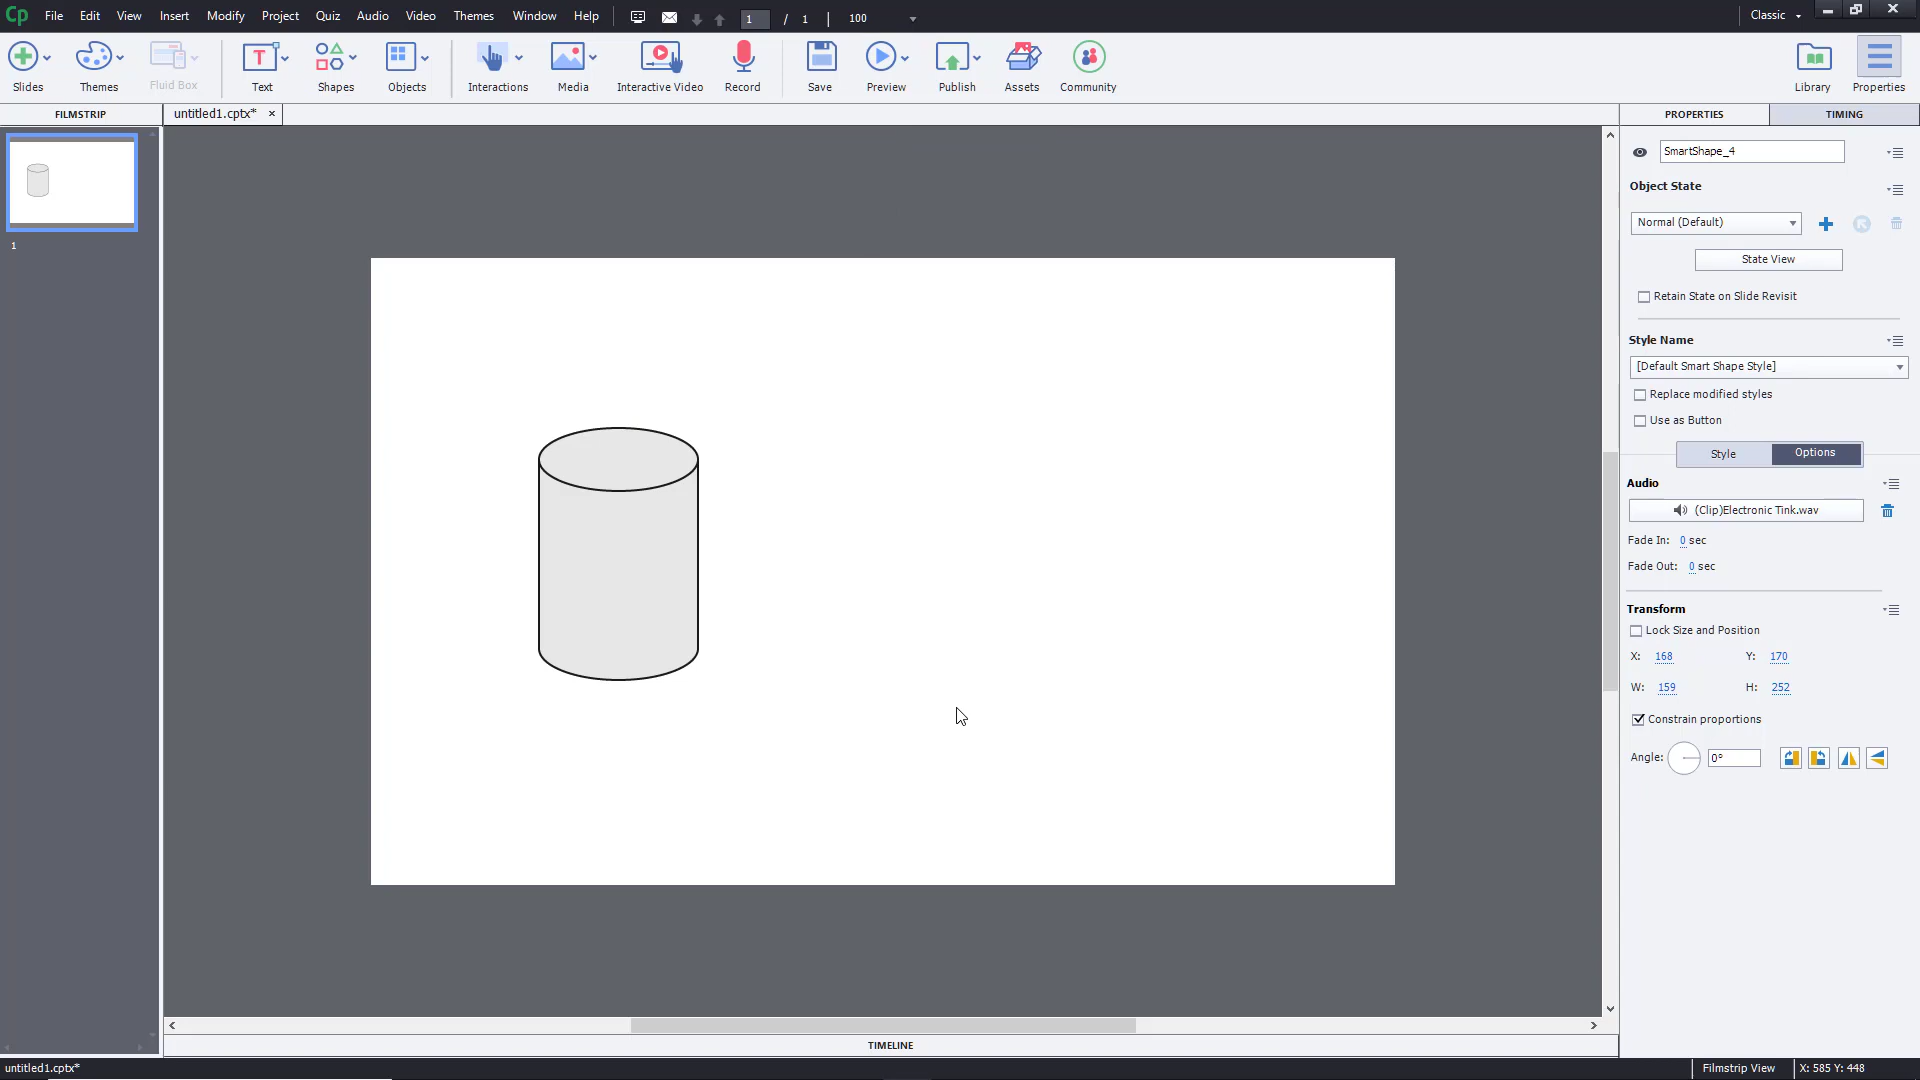 Cp File Edit View Insert Modify Project Quiz Audio Video Themes Window Help 1 / 1 | 100 Classic
Slides Themes Fluid Box Text Shapes Objects Interactions Media Interactive Video Record Save Preview Publish Assets Community Library Properties
FILMSTRIP untitled1.cptx* × PROPERTIES TIMING
1
SmartShape_4
Object State
Normal (Default)
State View
Retain State on Slide Revisit
Style Name
[Default Smart Shape Style]
Replace modified styles
Use as Button
Style Options
Audio
(Clip)Electronic Tink.wav
Fade In: 0 sec
Fade Out: 0 sec
Transform
Lock Size and Position
X: 168 Y: 170
W: 159 H: 252
Constrain proportions
Angle: 0°
TIMELINE
untitled1.cptx* Filmstrip View X: 585 Y: 448